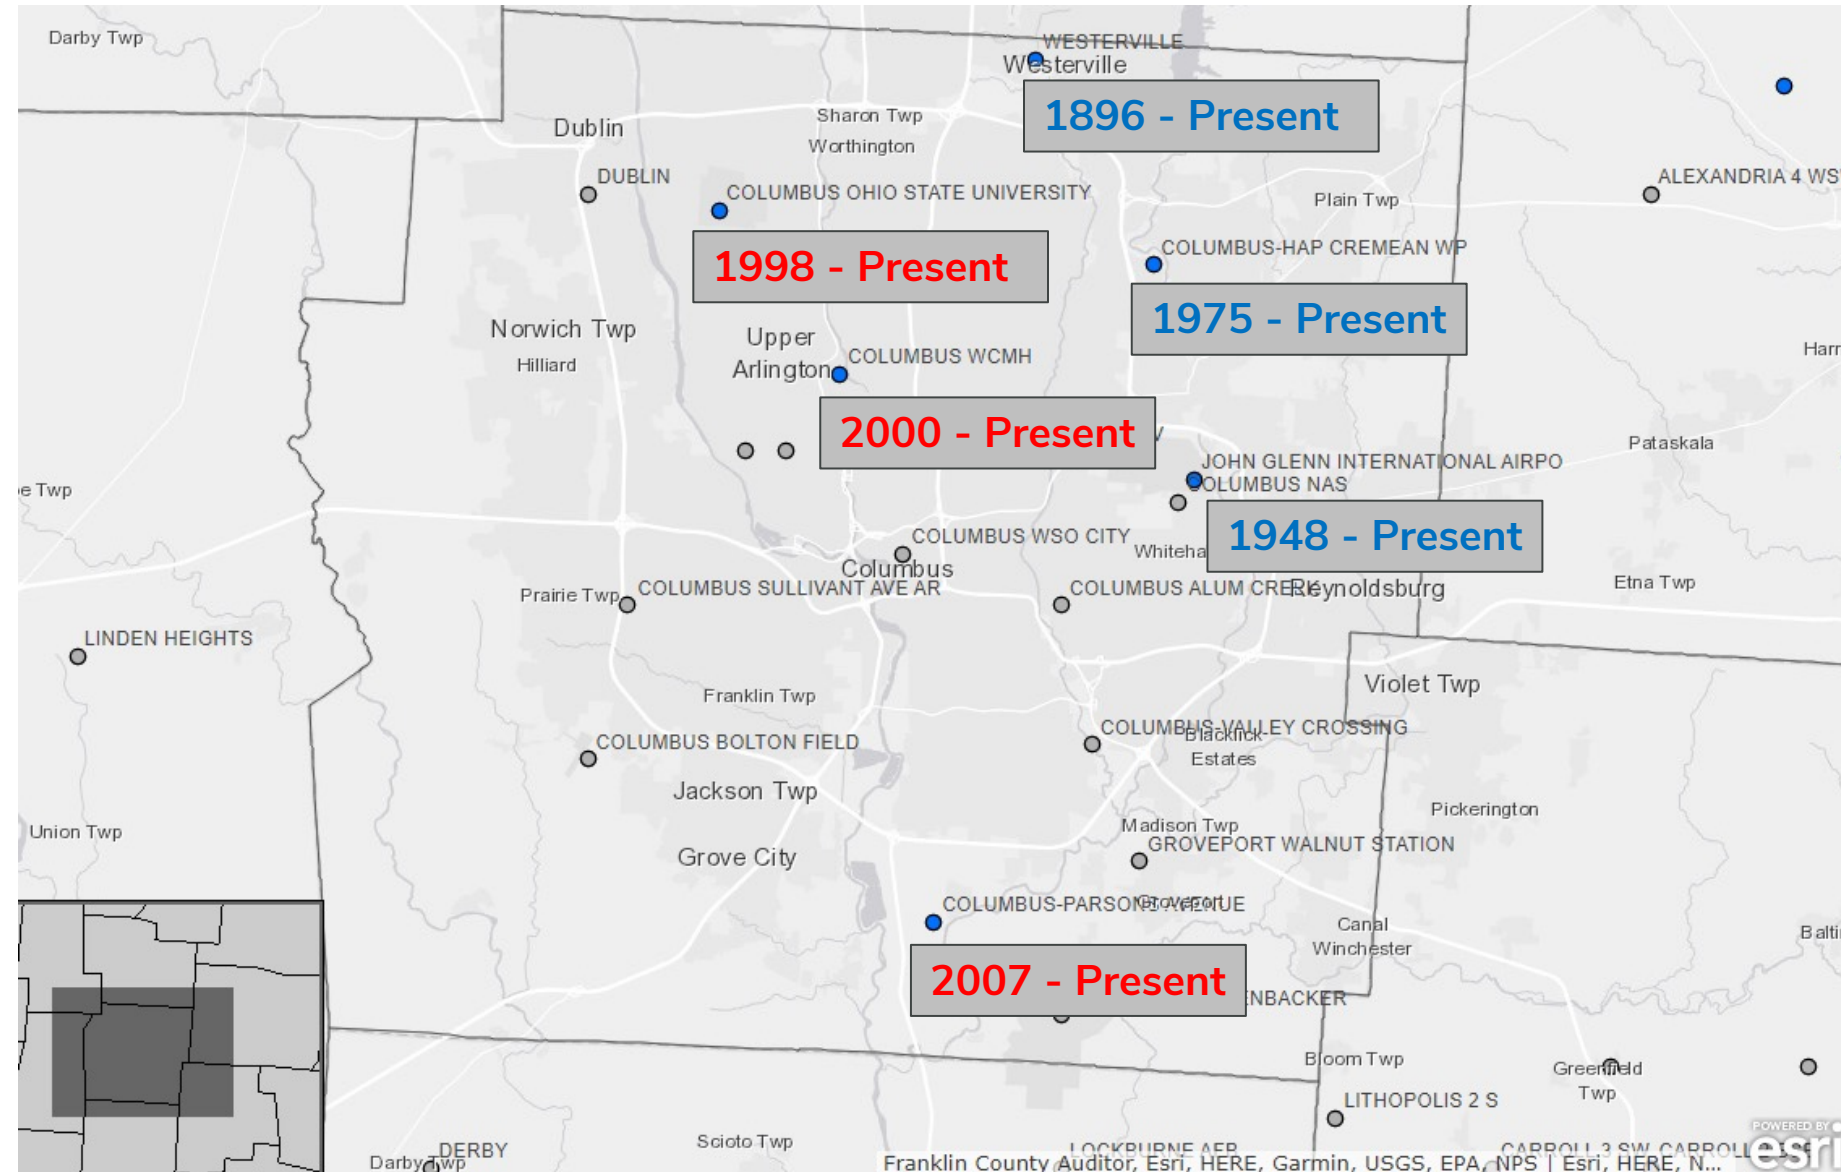 Darby Twp
WESTERVILLE
Westerville
1896 - Present
Dublin
Sharon Twp
Worthington
DUBLIN
COLUMBUS OHIO STATE UNIVERSITY
Plain Twp
ALEXANDRIA 4 WS
1998 - Present
COLUMBUS-HAP CREMEAN WP
1975 - Present
Norwich Twp
Hilliard
Upper
Arlington
COLUMBUS WCMH
Harr
2000 - Present
Pataskala
JOHN GLENN INTERNATIONAL AIRPO
COLUMBUS NAS
e Twp
1948 - Present
COLUMBUS WSO CITY
Columbus
Whiteha
Prairie Twp
COLUMBUS SULLIVANT AVE AR
COLUMBUS ALUM CREEK
Reynoldsburg
Etna Twp
LINDEN HEIGHTS
Franklin Twp
Violet Twp
COLUMBUS-VALLEY CROSSING
Blacklick
Estates
COLUMBUS BOLTON FIELD
Jackson Twp
Pickerington
Union Twp
Madison Twp
GROVEPORT WALNUT STATION
Grove City
COLUMBUS-PARSONS AVENUE
Groveport
Canal
Winchester
Balti
2007 - Present
ENBACKER
Bloom Twp
Greenfield
Twp
LITHOPOLIS 2 S
Scioto Twp
DERBY
Darby Twp
LOCKBURNE AFB
CARROLL 3 SW
CARROLL 2 ESE
Franklin County Auditor, Esri, HERE, Garmin, USGS, EPA, NPS | Esri, HERE, N...
POWERED BY
esri